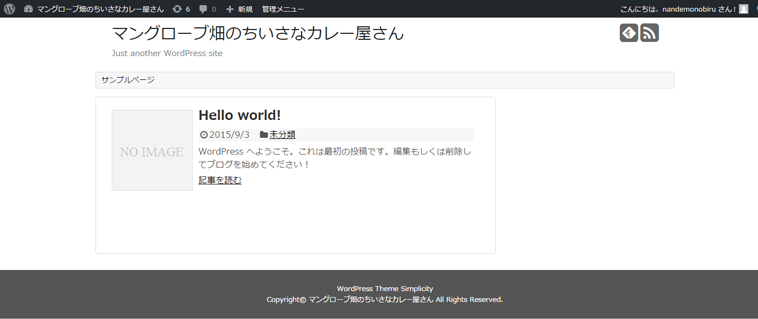 マングローブ畑のちいさなカレー屋さん 6 0 新規 管理メニュー こんにちは、nandemonobiru さん!
マングローブ畑のちいさなカレー屋さん
Just another WordPress site
サンプルページ
Hello world!
2015/9/3 未分類
NO IMAGE
WordPress へようこそ。これは最初の投稿です。編集もしくは削除し
てブログを始めてください !
記事を読む
WordPress Theme Simplicity
Copyright© マングローブ畑のちいさなカレー屋さん All Rights Reserved.